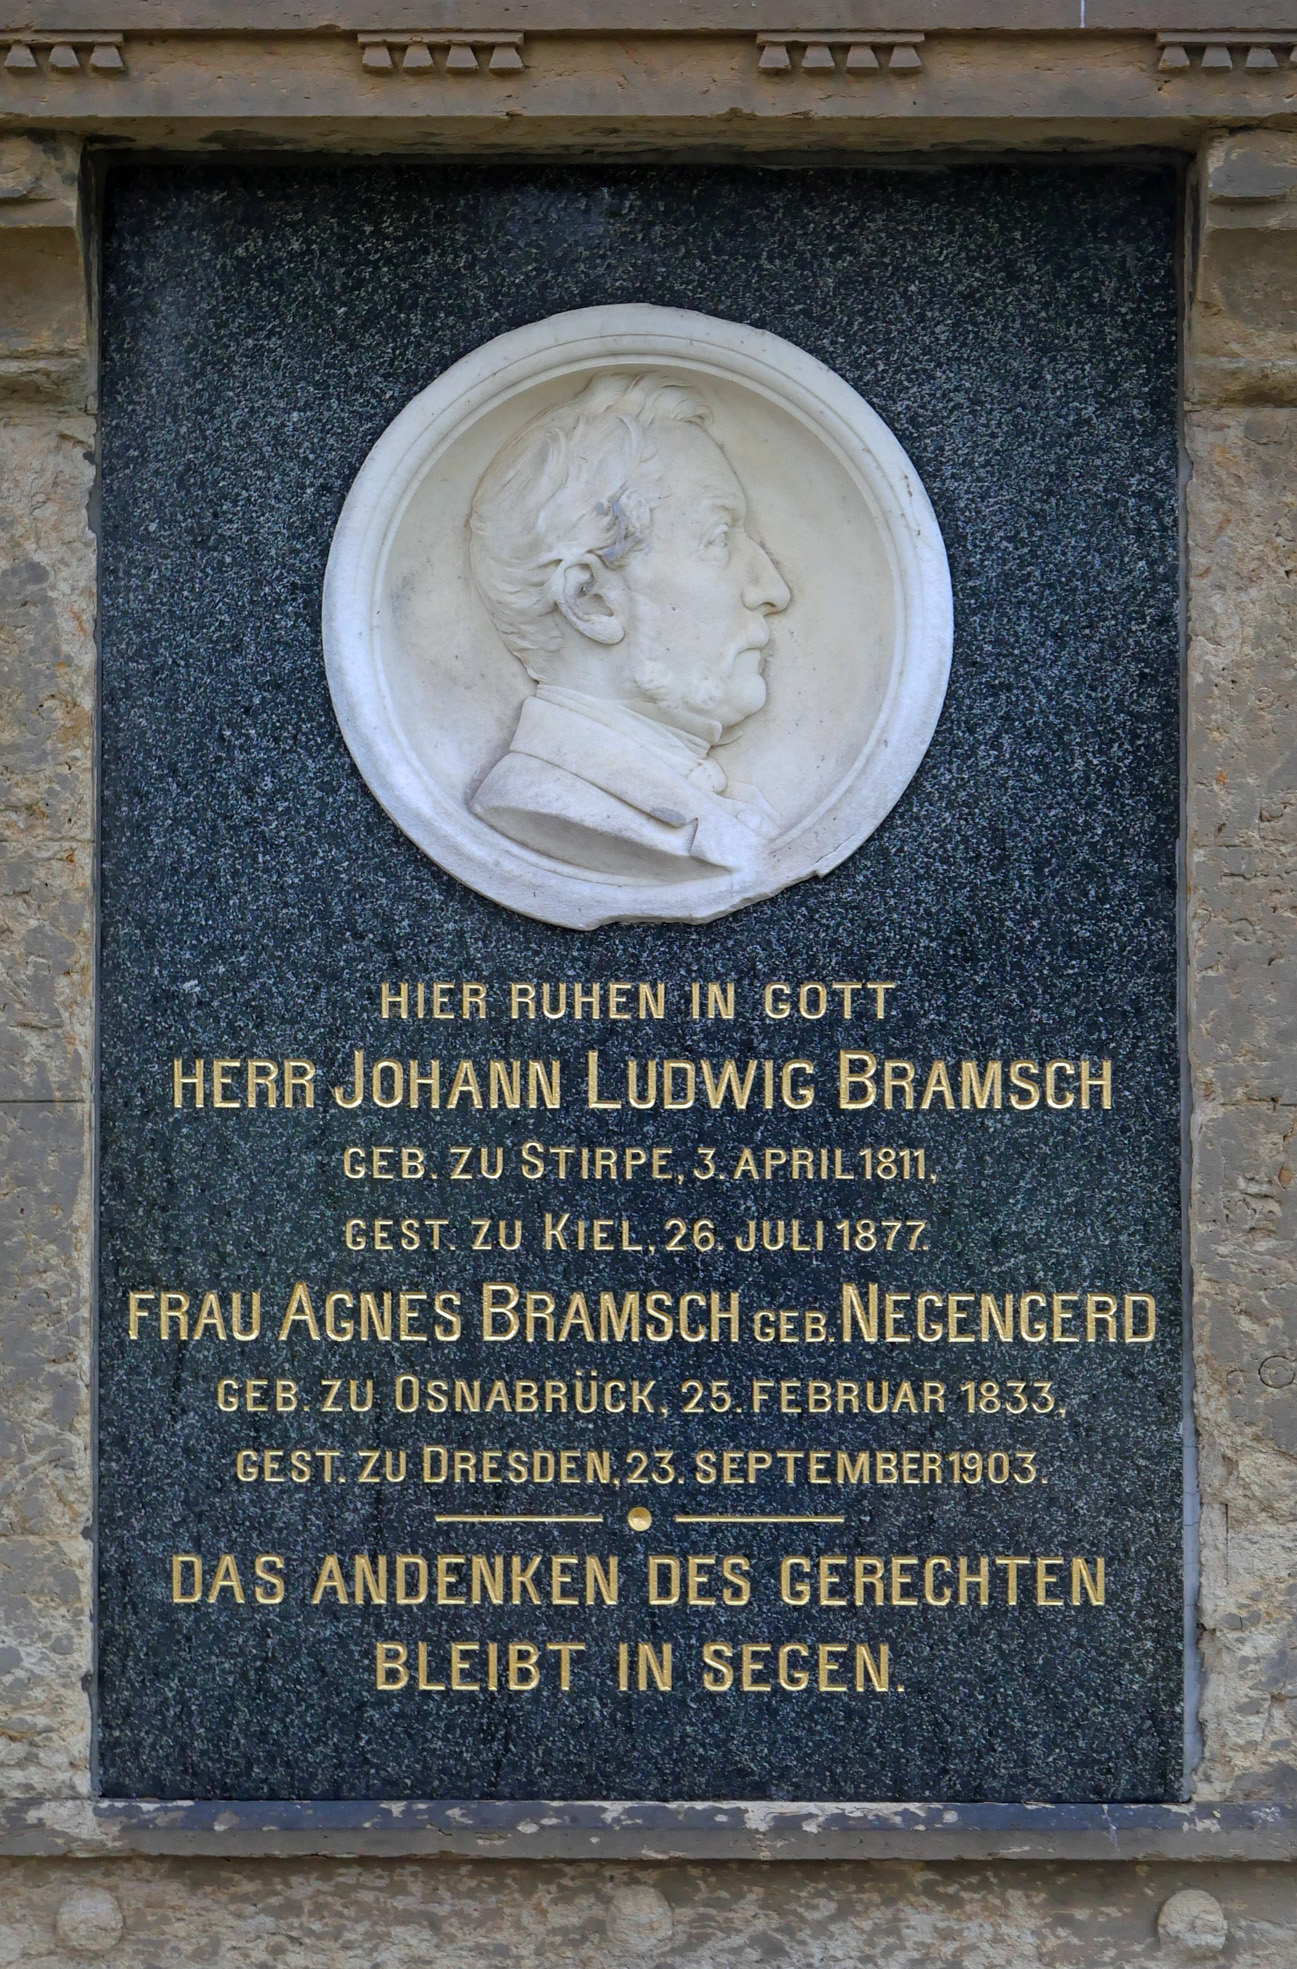 HIER RUHEN IN GOTT
HERR JOHANN LUDWIG BRAMSCH
GEB. ZU STIRPE, 3. APRIL 1811,
GEST. ZU KIEL, 26. JULI 1877.
FRAU AGNES BRAMSCH GEB. NEGENGERD
GEB. ZU OSNABRÜCK, 25. FEBRUAR 1833,
GEST. ZU DRESDEN, 23. SEPTEMBER 1903.
DAS ANDENKEN DES GERECHTEN
BLEIBT IN SEGEN.